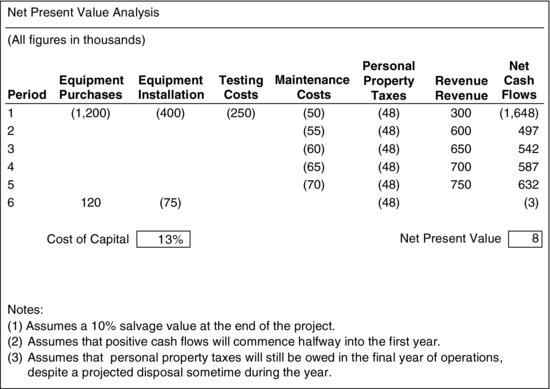 Net Present Value Analysis
(All figures in thousands)
Personal Net
Equipment Equipment Testing Maintenance Property Revenue Cash
Period Purchases Installation Costs Costs Taxes Revenue Flows
1 (1,200) (400) (250) (50) (48) 300 (1,648)
2 (55) (48) 600 497
3 (60) (48) 650 542
4 (65) (48) 700 587
5 (70) (48) 750 632
6 120 (75) (48) (3)
Cost of Capital 13% Net Present Value 8
Notes:
(1) Assumes a 10% salvage value at the end of the project.
(2) Assumes that positive cash flows will commence halfway into the first year.
(3) Assumes that personal property taxes will still be owed in the final year of operations,
despite a projected disposal sometime during the year.